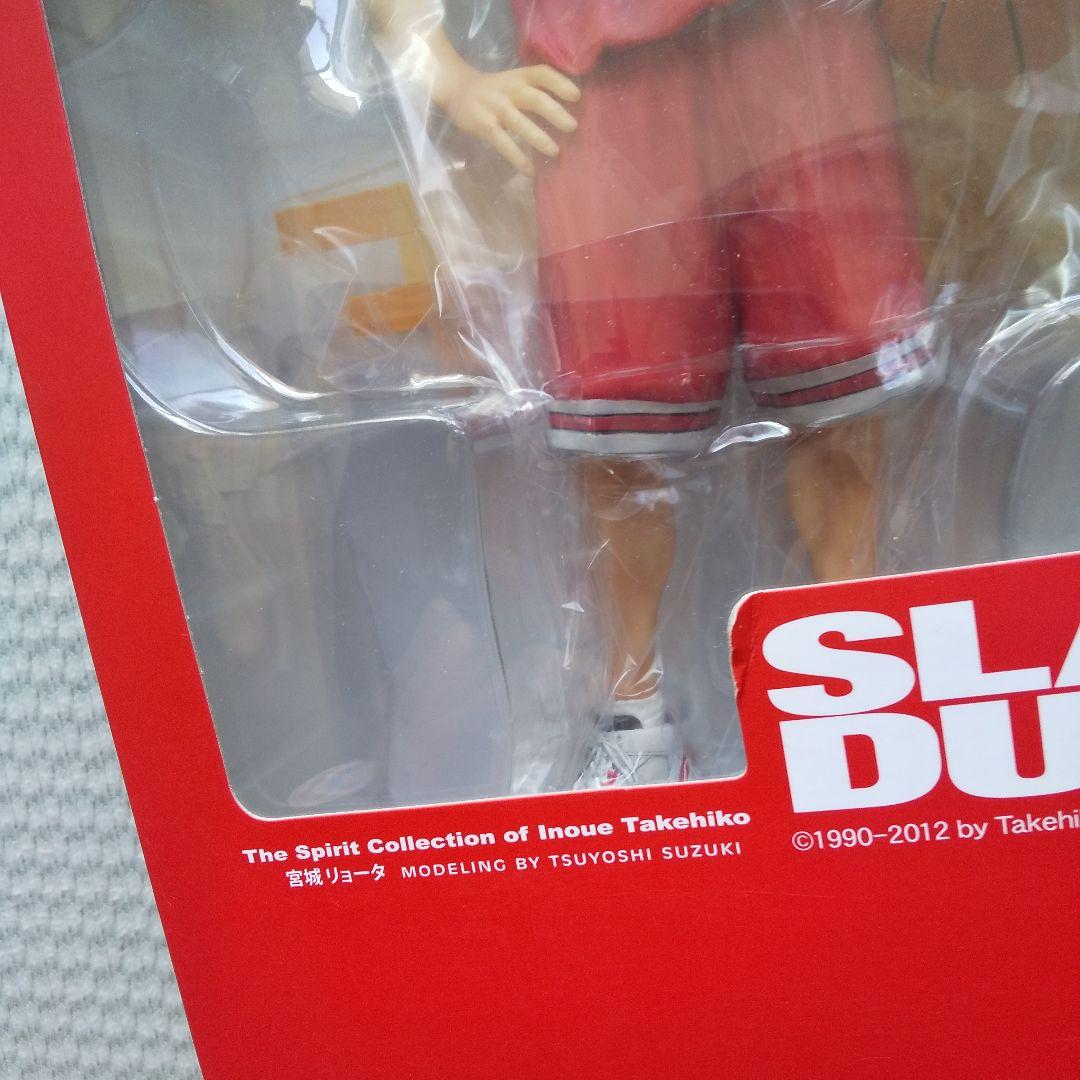 SLA
DU
The Spirit Collection of Inoue Takehiko
©1990-2012 by Takehi
宮城リョータ MODELING BY TSUYOSHI SUZUKI